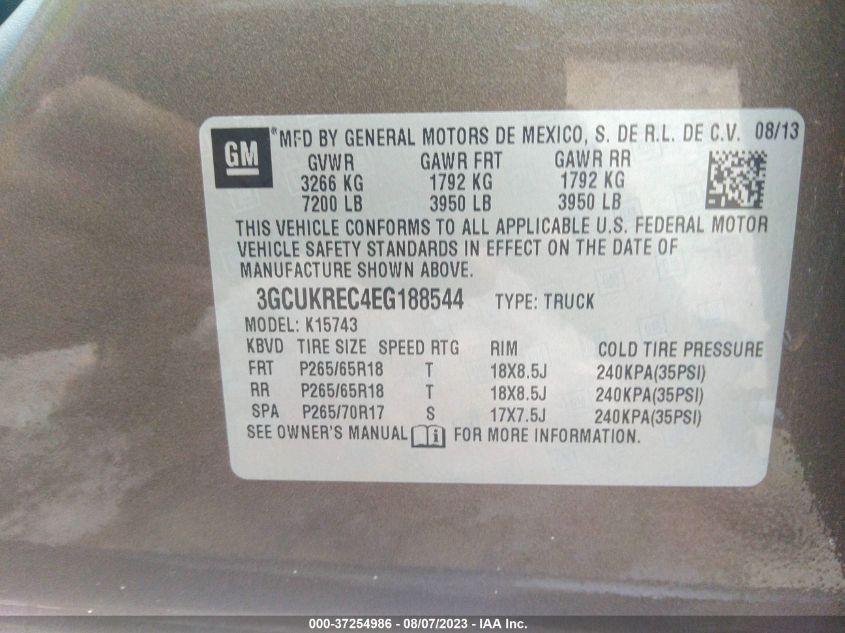 GM ® MFD BY GENERAL MOTORS DE MEXICO, S. DE R.L. DE C.V. 08/13
GVWR GAWR FRT GAWR RR
3266 KG 1792 KG 1792 KG
7200 LB 3950 LB 3950 LB
THIS VEHICLE CONFORMS TO ALL APPLICABLE U.S. FEDERAL MOTOR
VEHICLE SAFETY STANDARDS IN EFFECT ON THE DATE OF
MANUFACTURE SHOWN ABOVE.
3GCUKREC4EG188544 TYPE: TRUCK
MODEL: K15743
KBVD TIRE SIZE SPEED RTG RIM COLD TIRE PRESSURE
FRT P265/65R18 T 18X8.5J 240KPA(35PSI)
RR P265/65R18 T 18X8.5J 240KPA(35PSI)
SPA P265/70R17 S 17X7.5J 240KPA(35PSI)
SEE OWNER'S MANUAL FOR MORE INFORMATION.
000-37254986 - 08/07/2023 - IAA Inc.